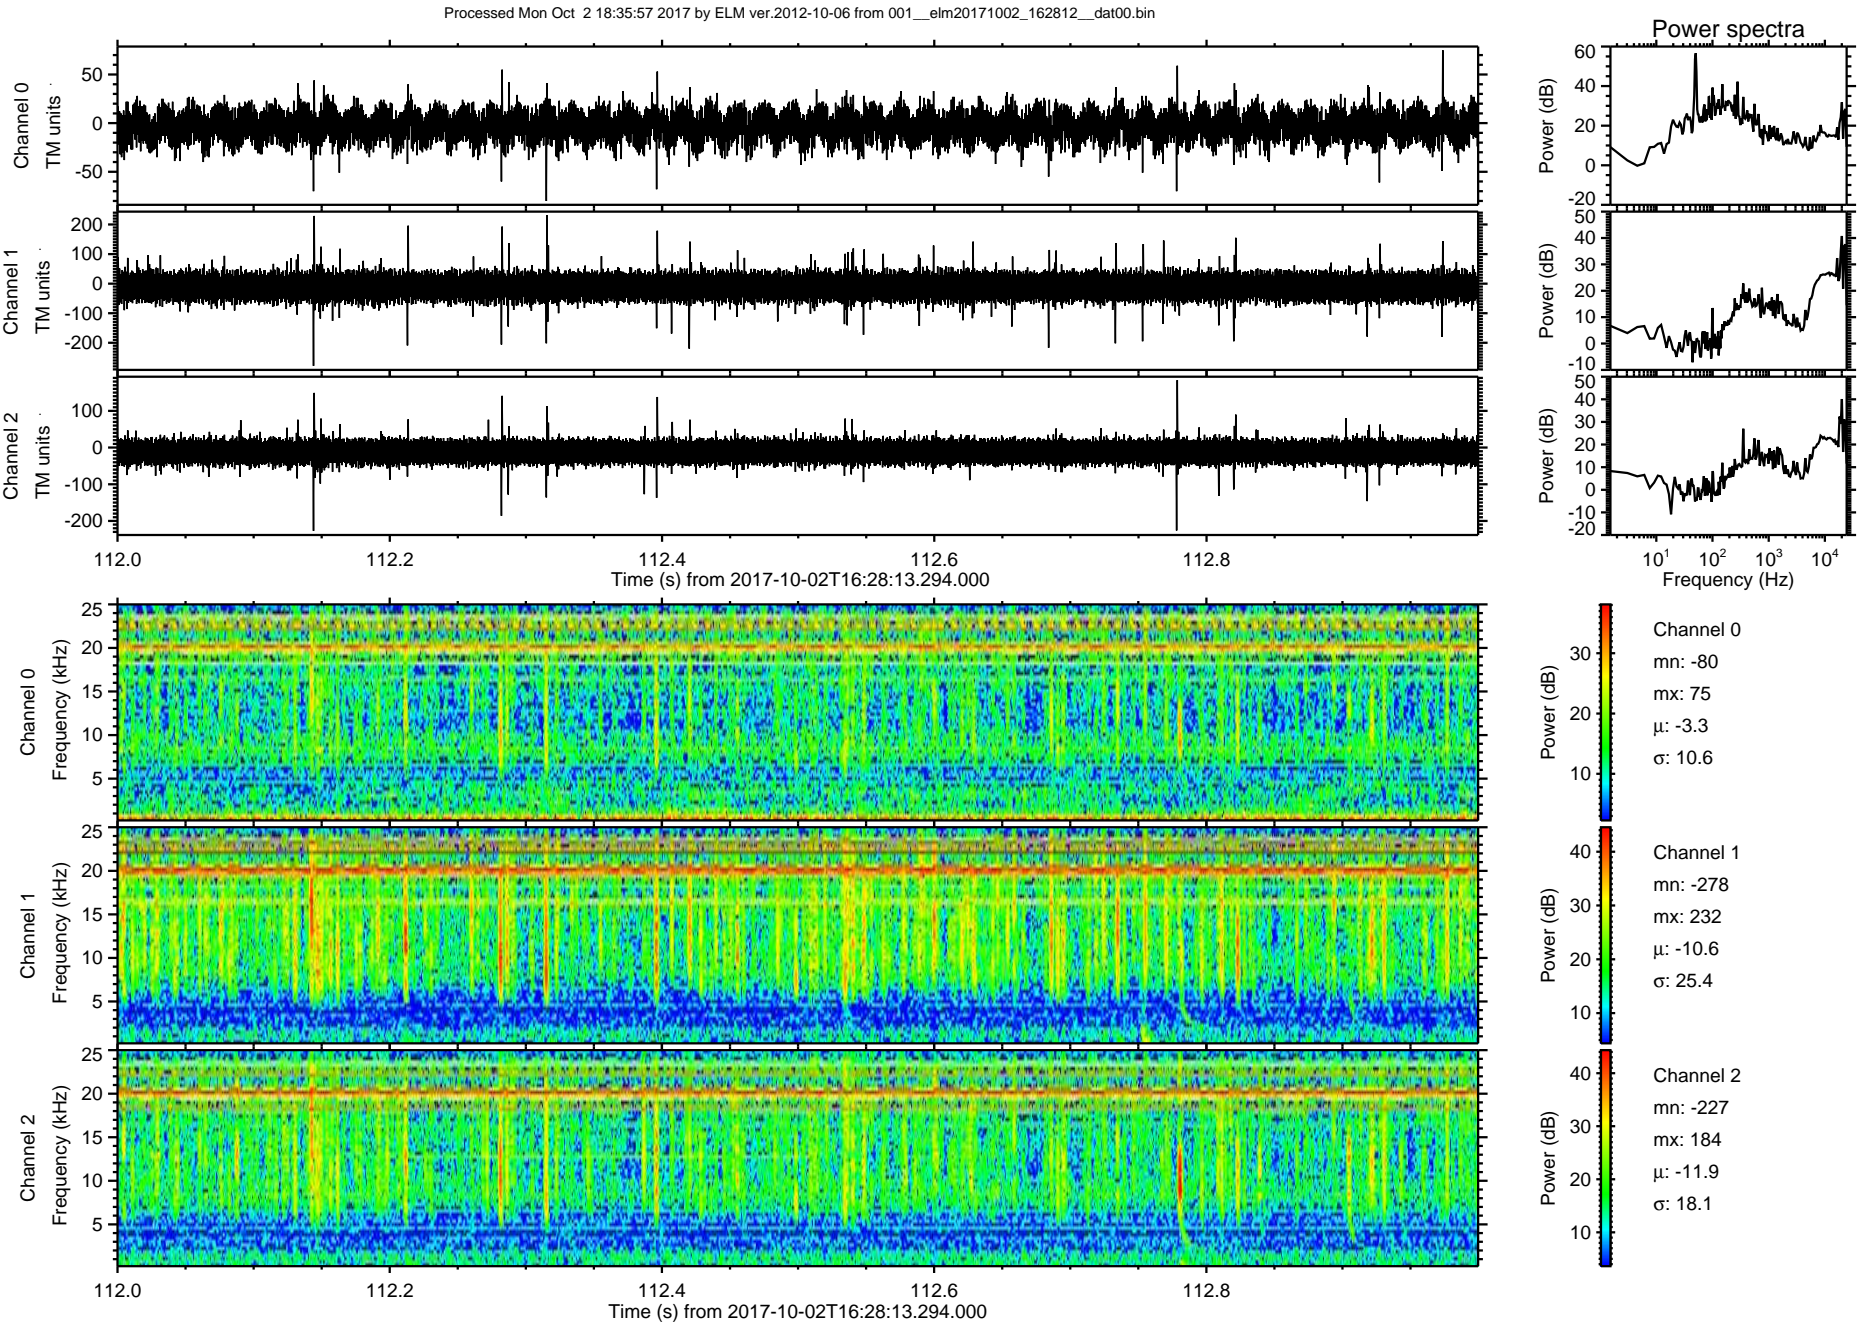 Processed Mon Oct  2 18:35:57 2017 by ELM ver.2012-10-06 from 001__elm20171002_162812__dat00.bin
Power spectra
Channel 0
TM units
50
0
-50
Power (dB)
60
40
20
0
-20
Channel 1
TM units
200
100
0
-100
-200
Power (dB)
50
40
30
20
10
0
-10
Channel 2
TM units
100
0
-100
-200
Power (dB)
50
40
30
20
10
0
-10
-20
112.0 112.2 112.4 112.6 112.8
Time (s) from 2017-10-02T16:28:13.294.000
10¹ 10² 10³ 10⁴
Frequency (Hz)
Channel 0
Frequency (kHz)
25
20
15
10
5
Power (dB)
30
20
10
Channel 0
mn: -80
mx: 75
μ: -3.3
σ: 10.6
Channel 1
Frequency (kHz)
25
20
15
10
5
Power (dB)
40
30
20
10
Channel 1
mn: -278
mx: 232
μ: -10.6
σ: 25.4
Channel 2
Frequency (kHz)
25
20
15
10
5
Power (dB)
40
30
20
10
Channel 2
mn: -227
mx: 184
μ: -11.9
σ: 18.1
112.0 112.2 112.4 112.6 112.8
Time (s) from 2017-10-02T16:28:13.294.000